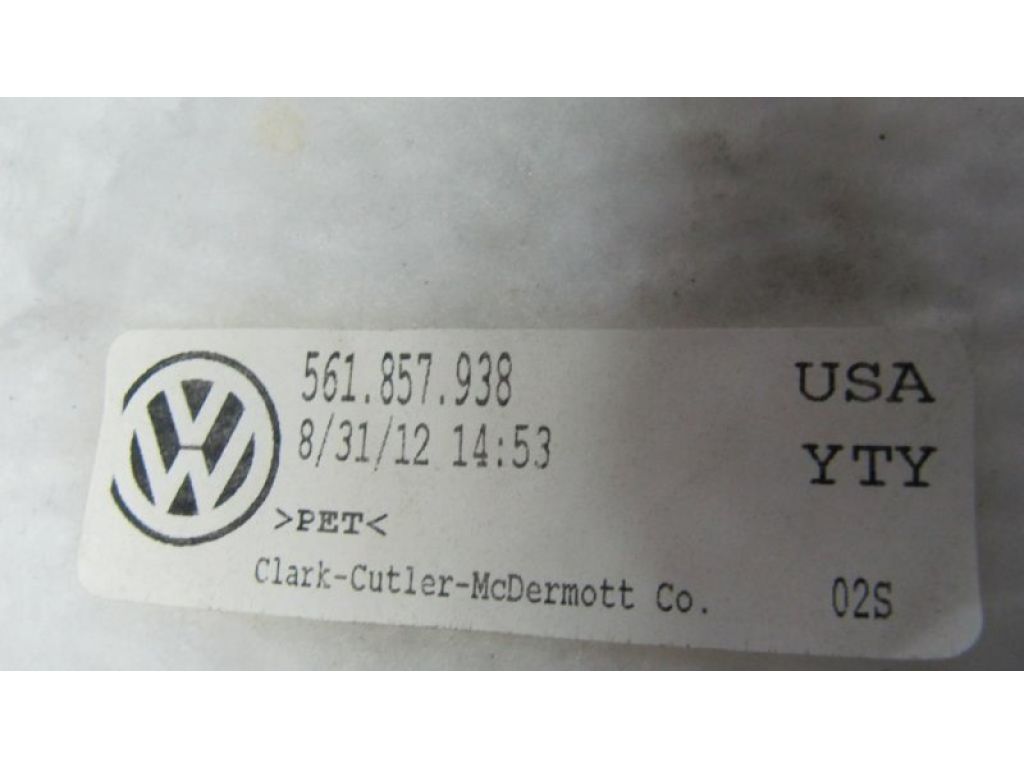 561.857.938 USA
8/31/12 14:53 YTY
>PET<
Clark-Cutler-McDermott Co. 02S